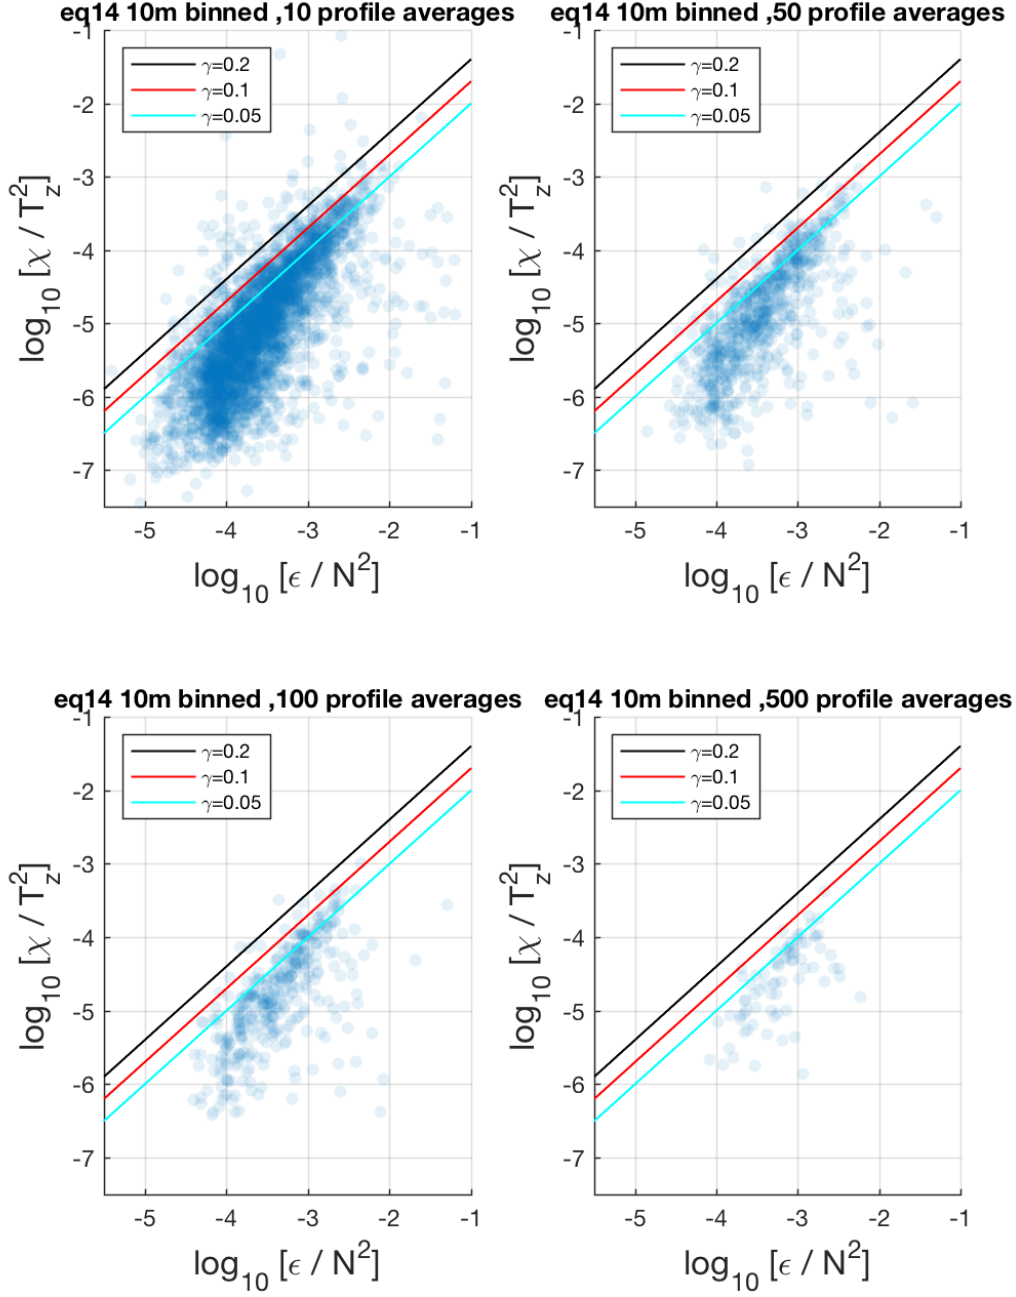 eq14 10m binned ,10 profile averages
γ=0.2
γ=0.1
γ=0.05
-1
-2
-3
-4
-5
-6
-7
-5
-4
-3
-2
-1
log₁₀ [χ / T²z]
log₁₀ [ϵ / N²]
eq14 10m binned ,50 profile averages
γ=0.2
γ=0.1
γ=0.05
-1
-2
-3
-4
-5
-6
-7
-5
-4
-3
-2
-1
log₁₀ [χ / T²z]
log₁₀ [ϵ / N²]
eq14 10m binned ,100 profile averages
γ=0.2
γ=0.1
γ=0.05
-1
-2
-3
-4
-5
-6
-7
-5
-4
-3
-2
-1
log₁₀ [χ / T²z]
log₁₀ [ϵ / N²]
eq14 10m binned ,500 profile averages
γ=0.2
γ=0.1
γ=0.05
-1
-2
-3
-4
-5
-6
-7
-5
-4
-3
-2
-1
log₁₀ [χ / T²z]
log₁₀ [ϵ / N²]